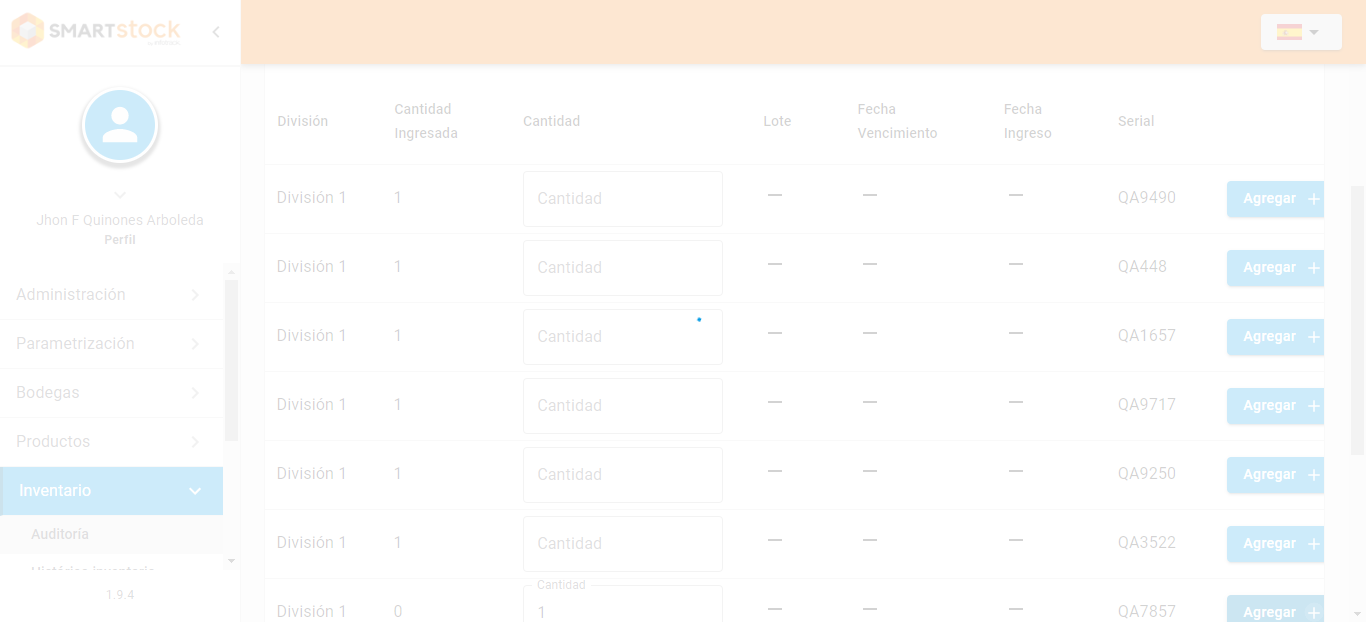 SMARTstock
División
Cantidad
Ingresada
Cantidad
Lote
Fecha
Vencimiento
Fecha
Ingreso
Serial
División 1 1 Cantidad — — — QA9490 Agregar +
División 1 1 Cantidad — — — QA448 Agregar +
División 1 1 Cantidad — — — QA1657 Agregar +
División 1 1 Cantidad — — — QA9717 Agregar +
División 1 1 Cantidad — — — QA9250 Agregar +
División 1 1 Cantidad — — — QA3522 Agregar +
Cantidad
División 1 0 1 — — — QA7857 Agregar +
Jhon F Quinones Arboleda
Perfil
Administración
Parametrización
Bodegas
Productos
Inventario
Auditoría
Histórico inventario
1.9.4